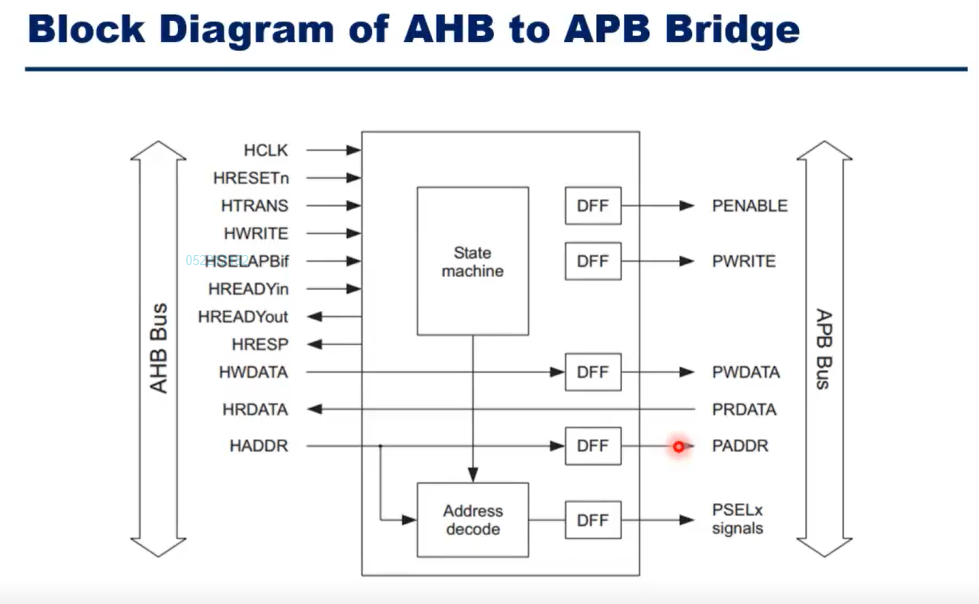 Block Diagram of AHB to APB Bridge
AHB Bus
HCLK
HRESETn
HTRANS
HWRITE
HSELAPBif
HREADYin
HREADYout
HRESP
HWDATA
HRDATA
HADDR
State
machine
Address
decode
DFF
DFF
DFF
DFF
DFF
PENABLE
PWRITE
PWDATA
PRDATA
PADDR
PSELx
signals
APB Bus